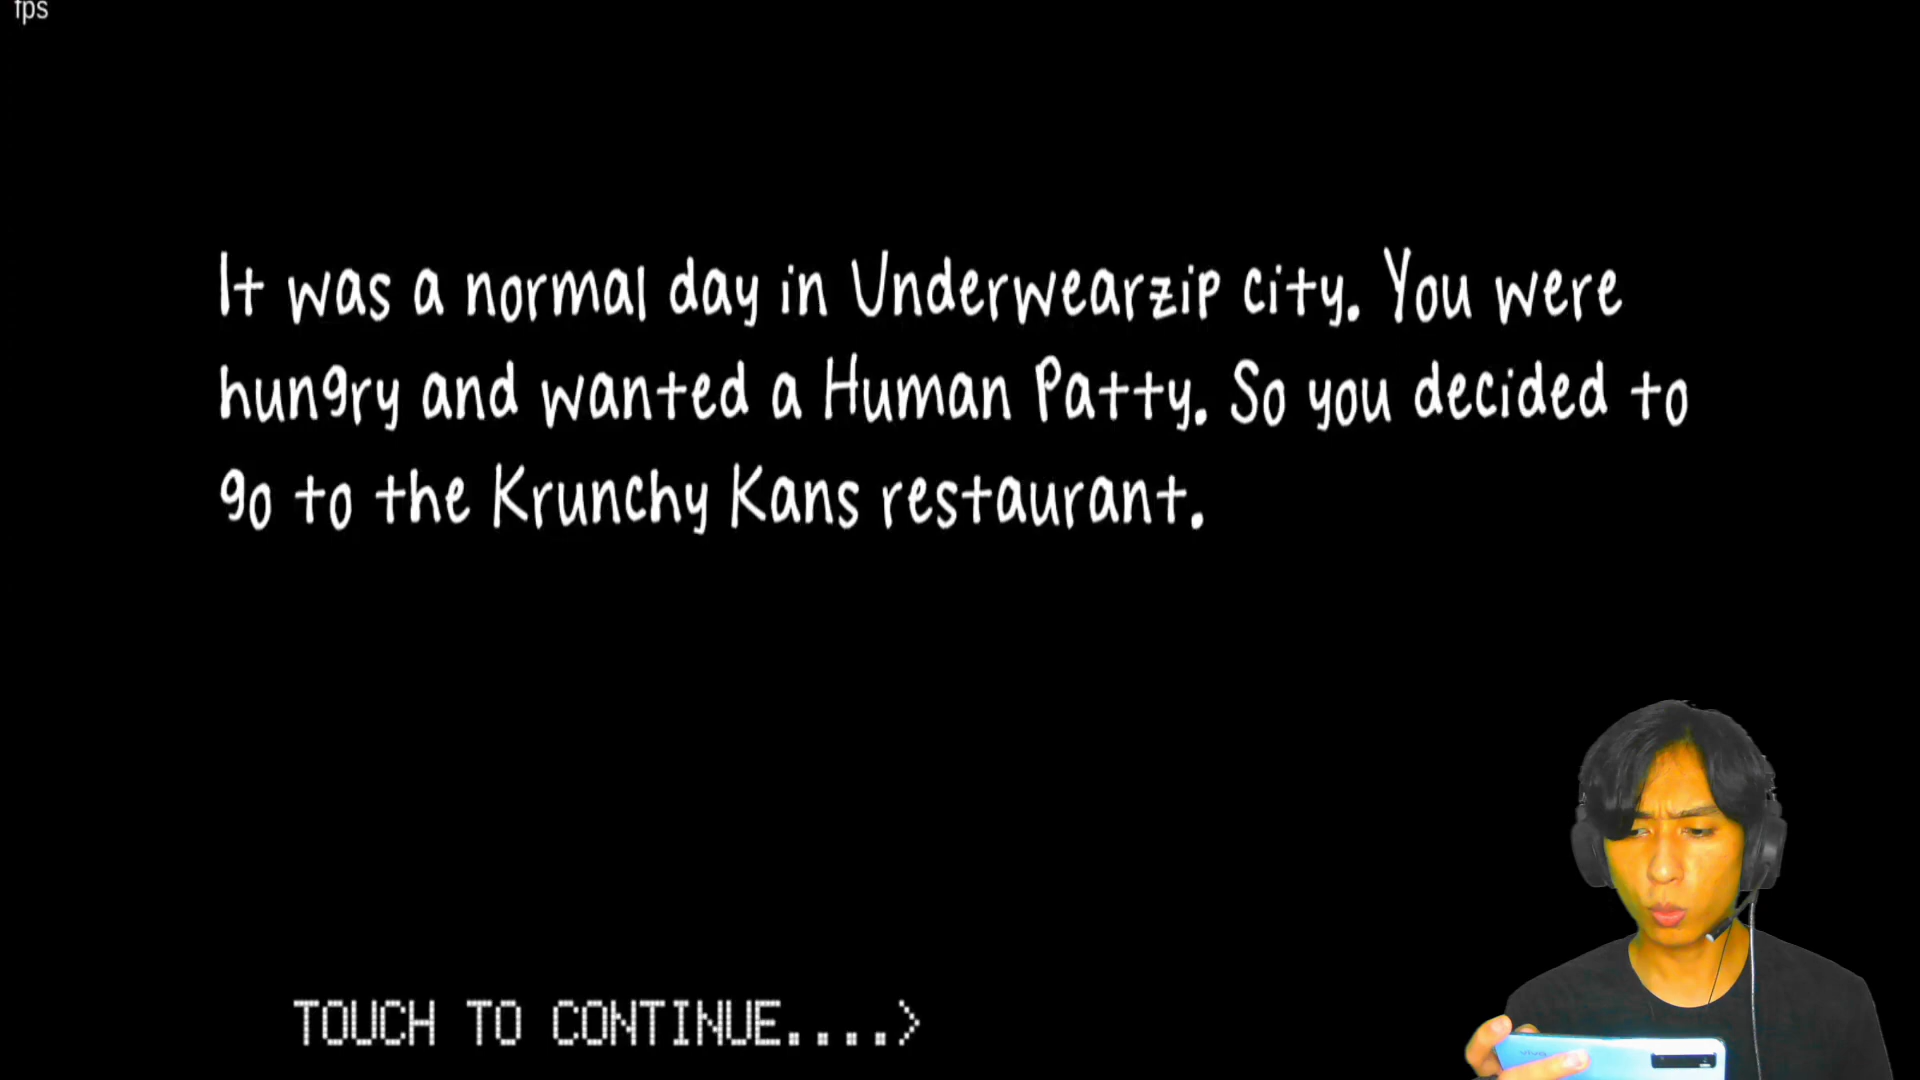 fps
It was a normal day in Underwearzip city. You were
hungry and wanted a Human Patty. So you decided to
go to the Krunchy Kans restaurant.
TOUCH TO CONTINUE....>
vivo